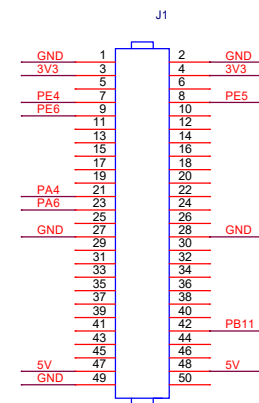 J1
GND 1 2 GND
3V3 3 4 3V3
5 6
PE4 7 8 PE5
PE6 9 10
11 12
13 14
15 16
17 18
19 20
PA4 21 22
PA6 23 24
25 26
GND 27 28 GND
29 30
31 32
33 34
35 36
37 38
39 40
41 42 PB11
43 44
45 46
5V 47 48 5V
GND 49 50